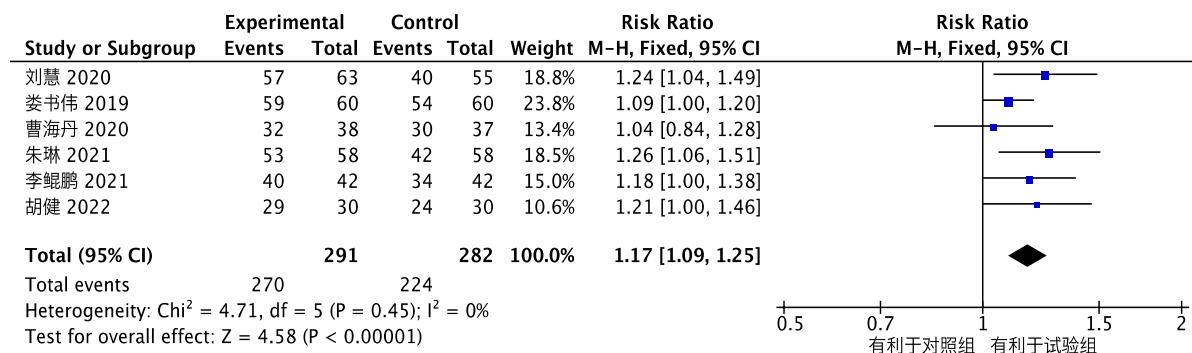 Experimental Control Risk Ratio Risk Ratio
Study or Subgroup Events Total Events Total Weight M-H, Fixed, 95% CI M-H, Fixed, 95% CI
刘慧 2020 57 63 40 55 18.8% 1.24 [1.04, 1.49]
娄书伟 2019 59 60 54 60 23.8% 1.09 [1.00, 1.20]
曹海丹 2020 32 38 30 37 13.4% 1.04 [0.84, 1.28]
朱琳 2021 53 58 42 58 18.5% 1.26 [1.06, 1.51]
李鲲鹏 2021 40 42 34 42 15.0% 1.18 [1.00, 1.38]
胡健 2022 29 30 24 30 10.6% 1.21 [1.00, 1.46]
Total (95% CI) 291 282 100.0% 1.17 [1.09, 1.25]
Total events 270 224
Heterogeneity: Chi² = 4.71, df = 5 (P = 0.45); I² = 0%
Test for overall effect: Z = 4.58 (P < 0.00001)
0.5 0.7 1 1.5 2
有利于对照组 有利于试验组